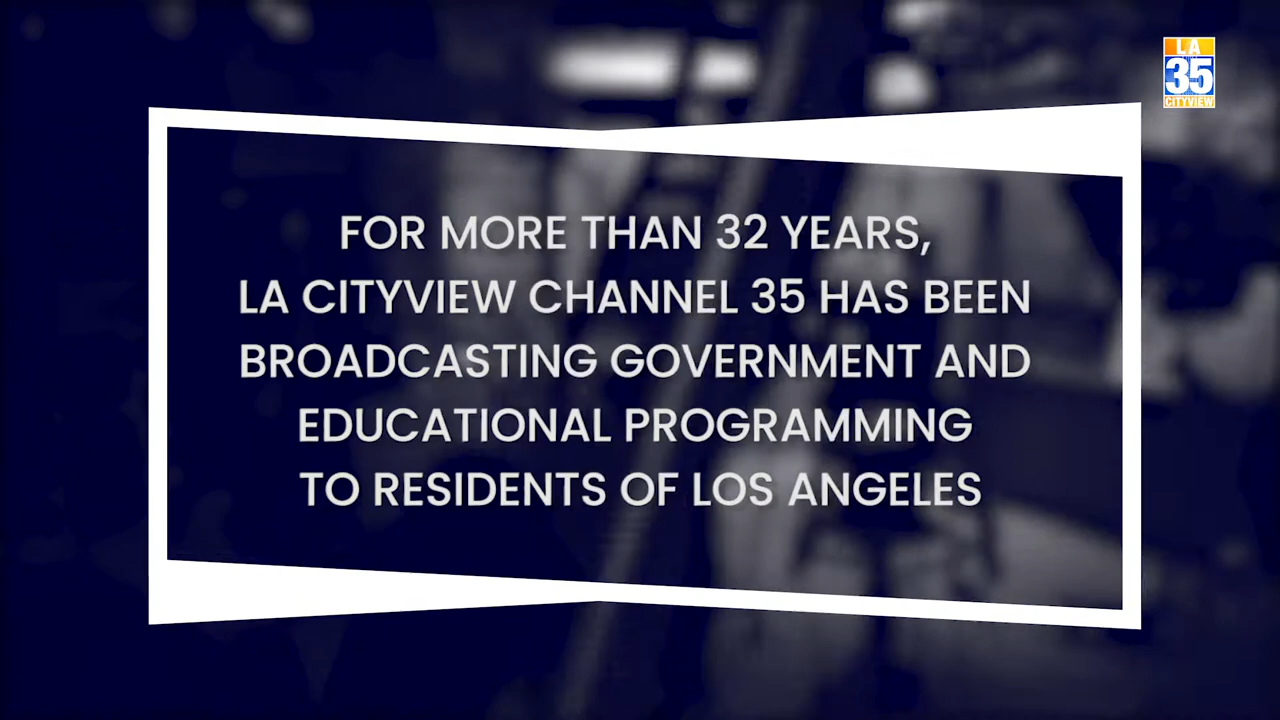 LA
35
CITYVIEW
FOR MORE THAN 32 YEARS,
LA CITYVIEW CHANNEL 35 HAS BEEN
BROADCASTING GOVERNMENT AND
EDUCATIONAL PROGRAMMING
TO RESIDENTS OF LOS ANGELES